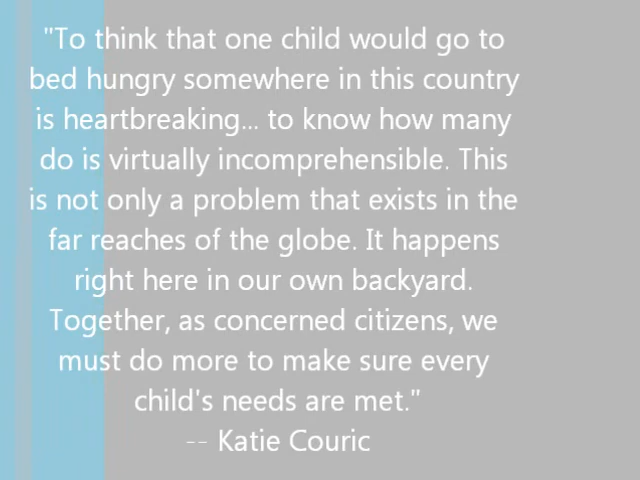 "To think that one child would go to
bed hungry somewhere in this country
is heartbreaking... to know how many
do is virtually incomprehensible. This
is not only a problem that exists in the
far reaches of the globe. It happens
right here in our own backyard.
Together, as concerned citizens, we
must do more to make sure every
child's needs are met."
-- Katie Couric